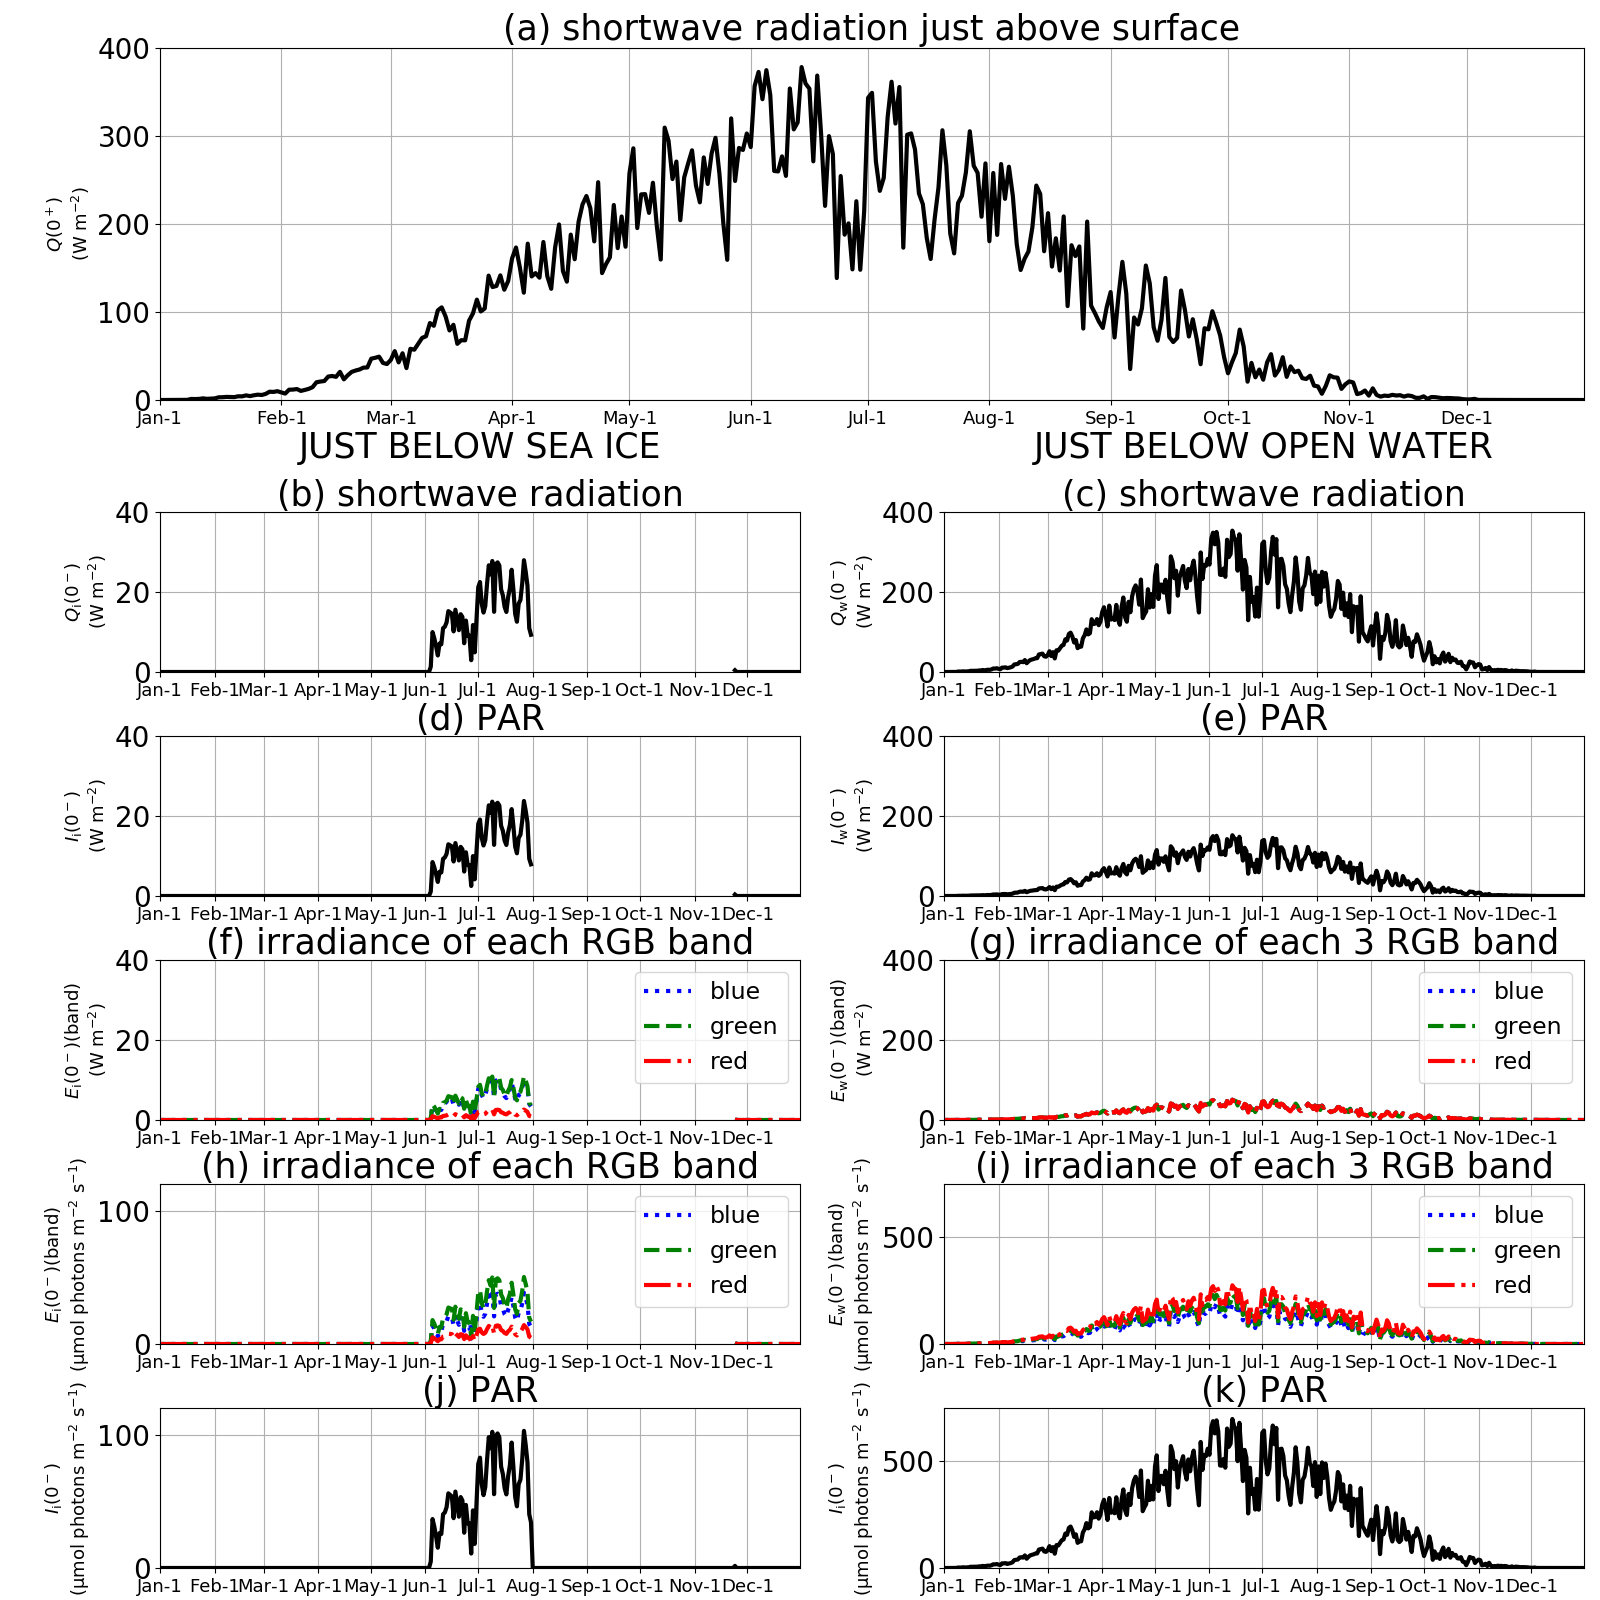 (a) shortwave radiation just above surface
Q(0⁺)
(W m⁻²)
400
300
200
100
0
Jan-1 Feb-1 Mar-1 Apr-1 May-1 Jun-1 Jul-1 Aug-1 Sep-1 Oct-1 Nov-1 Dec-1
JUST BELOW SEA ICE
JUST BELOW OPEN WATER
(b) shortwave radiation
Qᵢ(0⁻)
(W m⁻²)
40
20
0
Jan-1 Feb-1 Mar-1 Apr-1 May-1 Jun-1 Jul-1 Aug-1 Sep-1 Oct-1 Nov-1 Dec-1
(c) shortwave radiation
Q_w(0⁻)
(W m⁻²)
400
200
0
Jan-1 Feb-1 Mar-1 Apr-1 May-1 Jun-1 Jul-1 Aug-1 Sep-1 Oct-1 Nov-1 Dec-1
(d) PAR
Iᵢ(0⁻)
(W m⁻²)
40
20
0
Jan-1 Feb-1 Mar-1 Apr-1 May-1 Jun-1 Jul-1 Aug-1 Sep-1 Oct-1 Nov-1 Dec-1
(e) PAR
I_w(0⁻)
(W m⁻²)
400
200
0
Jan-1 Feb-1 Mar-1 Apr-1 May-1 Jun-1 Jul-1 Aug-1 Sep-1 Oct-1 Nov-1 Dec-1
(f) irradiance of each RGB band
Eᵢ(0⁻)(band)
(W m⁻²)
40
20
0
blue
green
red
Jan-1 Feb-1 Mar-1 Apr-1 May-1 Jun-1 Jul-1 Aug-1 Sep-1 Oct-1 Nov-1 Dec-1
(g) irradiance of each 3 RGB band
E_w(0⁻)(band)
(W m⁻²)
400
200
0
blue
green
red
Jan-1 Feb-1 Mar-1 Apr-1 May-1 Jun-1 Jul-1 Aug-1 Sep-1 Oct-1 Nov-1 Dec-1
(h) irradiance of each RGB band
Eᵢ(0⁻)(band)
(µmol photons m⁻² s⁻¹)
100
0
blue
green
red
Jan-1 Feb-1 Mar-1 Apr-1 May-1 Jun-1 Jul-1 Aug-1 Sep-1 Oct-1 Nov-1 Dec-1
(i) irradiance of each 3 RGB band
E_w(0⁻)(band)
(µmol photons m⁻² s⁻¹)
500
0
blue
green
red
Jan-1 Feb-1 Mar-1 Apr-1 May-1 Jun-1 Jul-1 Aug-1 Sep-1 Oct-1 Nov-1 Dec-1
(j) PAR
Iᵢ(0⁻)
(µmol photons m⁻² s⁻¹)
100
0
Jan-1 Feb-1 Mar-1 Apr-1 May-1 Jun-1 Jul-1 Aug-1 Sep-1 Oct-1 Nov-1 Dec-1
(k) PAR
Iᵢ(0⁻)
(µmol photons m⁻² s⁻¹)
500
0
Jan-1 Feb-1 Mar-1 Apr-1 May-1 Jun-1 Jul-1 Aug-1 Sep-1 Oct-1 Nov-1 Dec-1